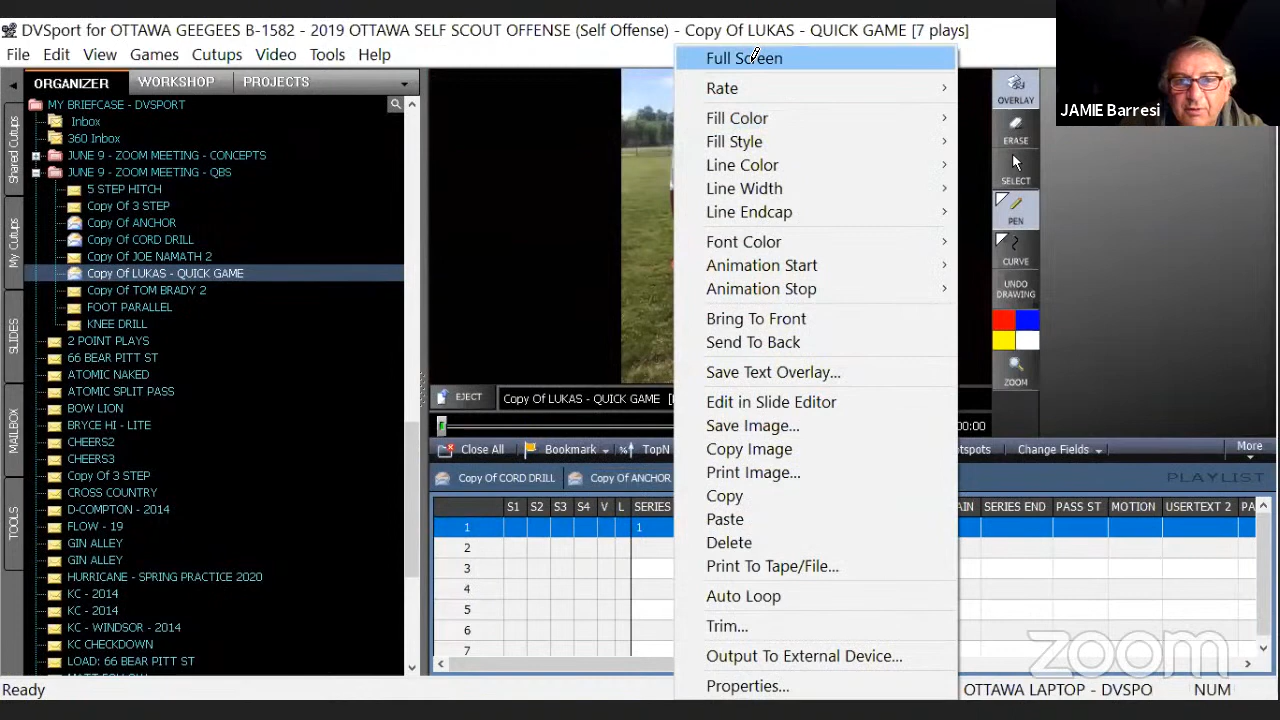 DVSport for OTTAWA GEEGEES B-1582 - 2019 OTTAWA SELF SCOUT OFFENSE (Self Offense) - Copy Of LUKAS - QUICK GAME [7 plays]
File Edit View Games Cutups Video Tools Help
JAMIE Barresi
ORGANIZER WORKSHOP PROJECTS
Shared Cutups
My Cutups
SLIDES
MAILBOX
TOOLS
MY BRIEFCASE - DVSPORT
Inbox
360 Inbox
JUNE 9 - ZOOM MEETING - CONCEPTS
JUNE 9 - ZOOM MEETING - QBS
5 STEP HITCH
Copy Of 3 STEP
Copy Of ANCHOR
Copy Of CORD DRILL
Copy Of JOE NAMATH 2
Copy Of LUKAS - QUICK GAME
Copy Of TOM BRADY 2
FOOT PARALLEL
KNEE DRILL
2 POINT PLAYS
66 BEAR PITT ST
ATOMIC NAKED
ATOMIC SPLIT PASS
BOW LION
BRYCE HI - LITE
CHEERS2
CHEERS3
Copy Of 3 STEP
CROSS COUNTRY
D-COMPTON - 2014
FLOW - 19
GIN ALLEY
GIN ALLEY
HURRICANE - SPRING PRACTICE 2020
KC - 2014
KC - 2014
KC - WINDSOR - 2014
KC CHECKDOWN
LOAD: 66 BEAR PITT ST
Full Screen
Rate
Fill Color
Fill Style
Line Color
Line Width
Line Endcap
Font Color
Animation Start
Animation Stop
Bring To Front
Send To Back
Save Text Overlay...
Edit in Slide Editor
Save Image...
Copy Image
Print Image...
Copy
Paste
Delete
Print To Tape/File...
Auto Loop
Trim...
Output To External Device...
Properties...
OVERLAY
ERASE
SELECT
PEN
CURVE
UNDO
DRAWING
ZOOM
EJECT Copy Of LUKAS - QUICK GAME
00:00
Close All Bookmark TopN
Change Fields More
Copy Of CORD DRILL Copy Of ANCHOR
PLAYLIST
S1 S2 S3 S4 V L SERIES SERIES END PASS ST MOTION USERTEXT 2 PA
1 1
2
3
4
5
6
7
zoom
Ready
OTTAWA LAPTOP - DVSPO NUM